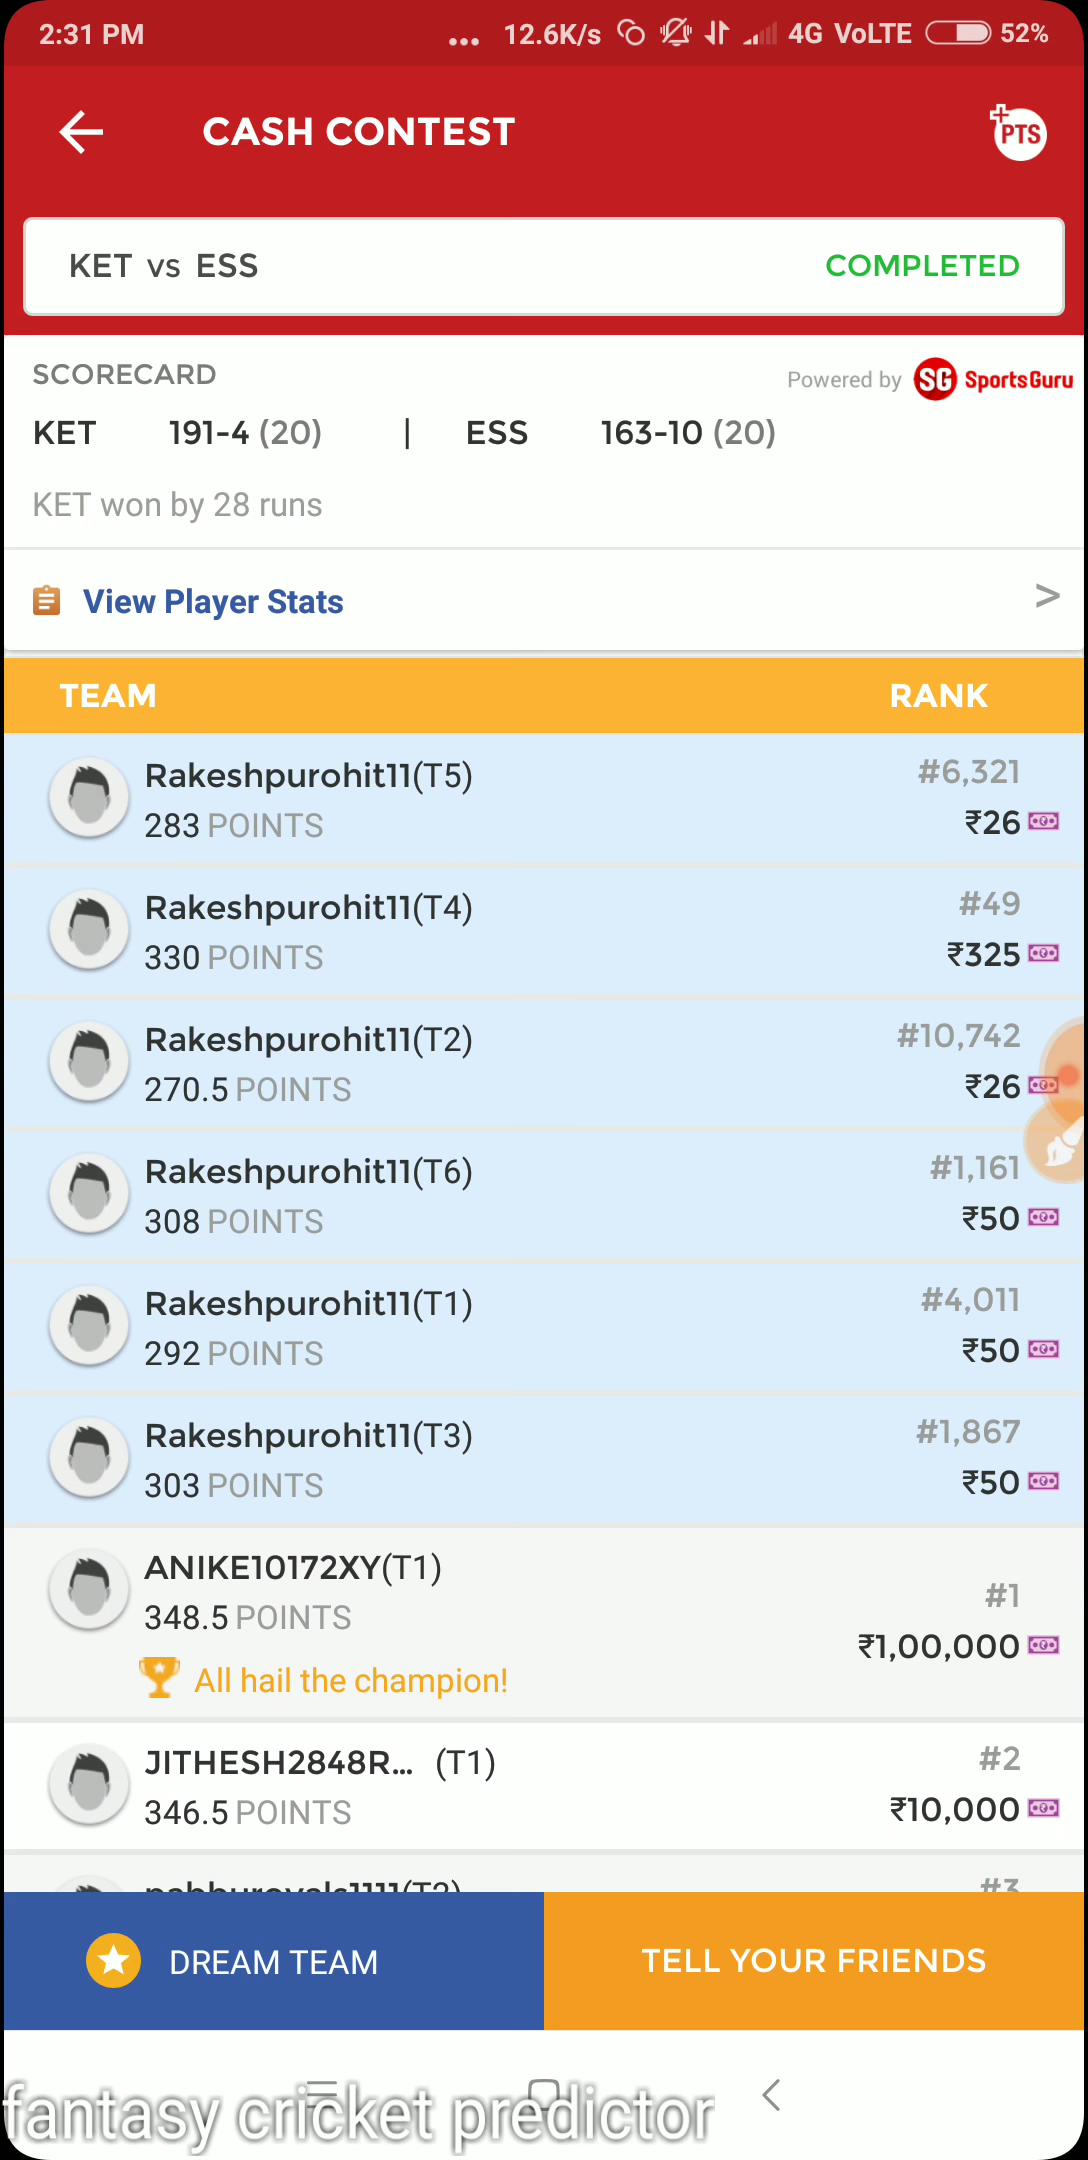 2:31 PM ... 12.6K/s 4G VoLTE 52%
CASH CONTEST
PTS
KET vs ESS COMPLETED
SCORECARD
Powered by SG SportsGuru
KET 191-4 (20) | ESS 163-10 (20)
KET won by 28 runs
View Player Stats >
TEAM RANK
Rakeshpurohit11(T5) #6,321
283 POINTS ₹26
Rakeshpurohit11(T4) #49
330 POINTS ₹325
Rakeshpurohit11(T2) #10,742
270.5 POINTS ₹26
Rakeshpurohit11(T6) #1,161
308 POINTS ₹50
Rakeshpurohit11(T1) #4,011
292 POINTS ₹50
Rakeshpurohit11(T3) #1,867
303 POINTS ₹50
ANIKE10172XY(T1) #1
348.5 POINTS ₹1,00,000
All hail the champion!
JITHESH2848R... (T1) #2
346.5 POINTS ₹10,000
#3
DREAM TEAM TELL YOUR FRIENDS
fantasy cricket predictor